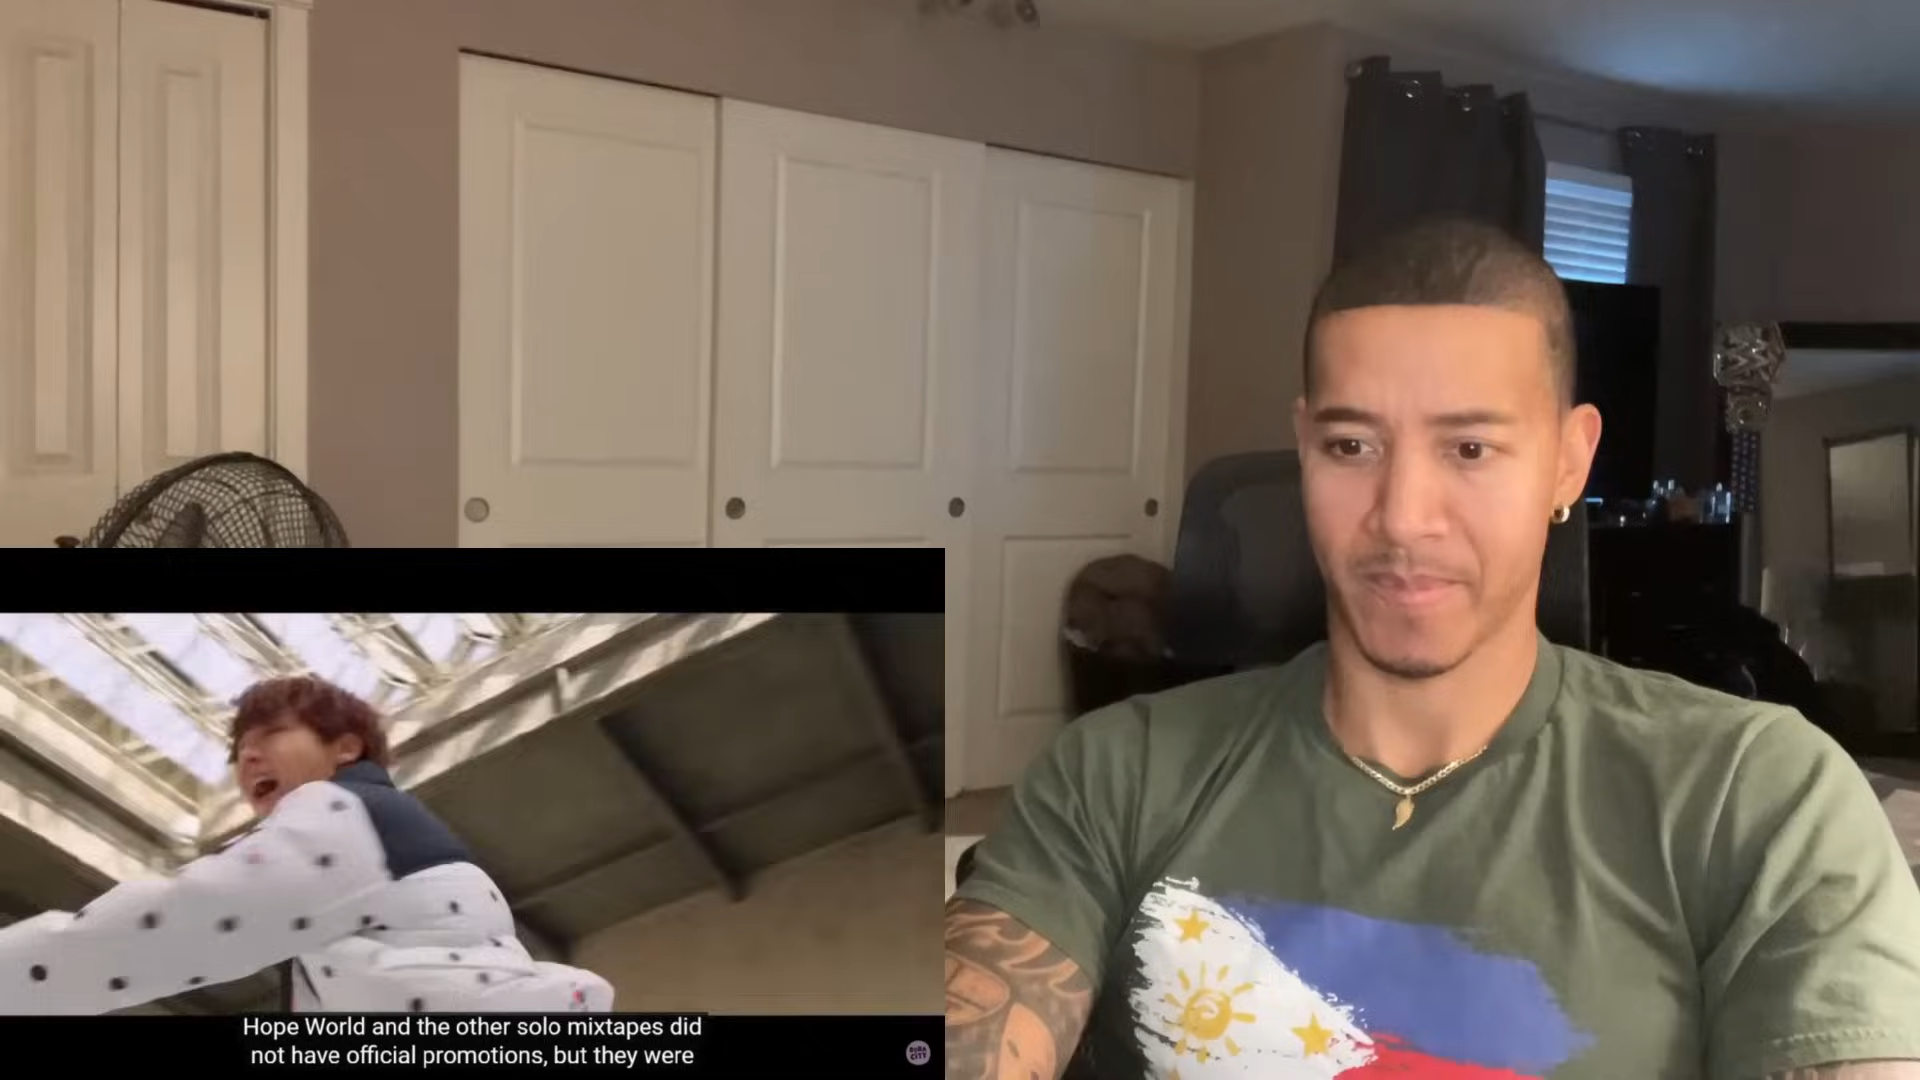 Hope World and the other solo mixtapes did
not have official promotions, but they were